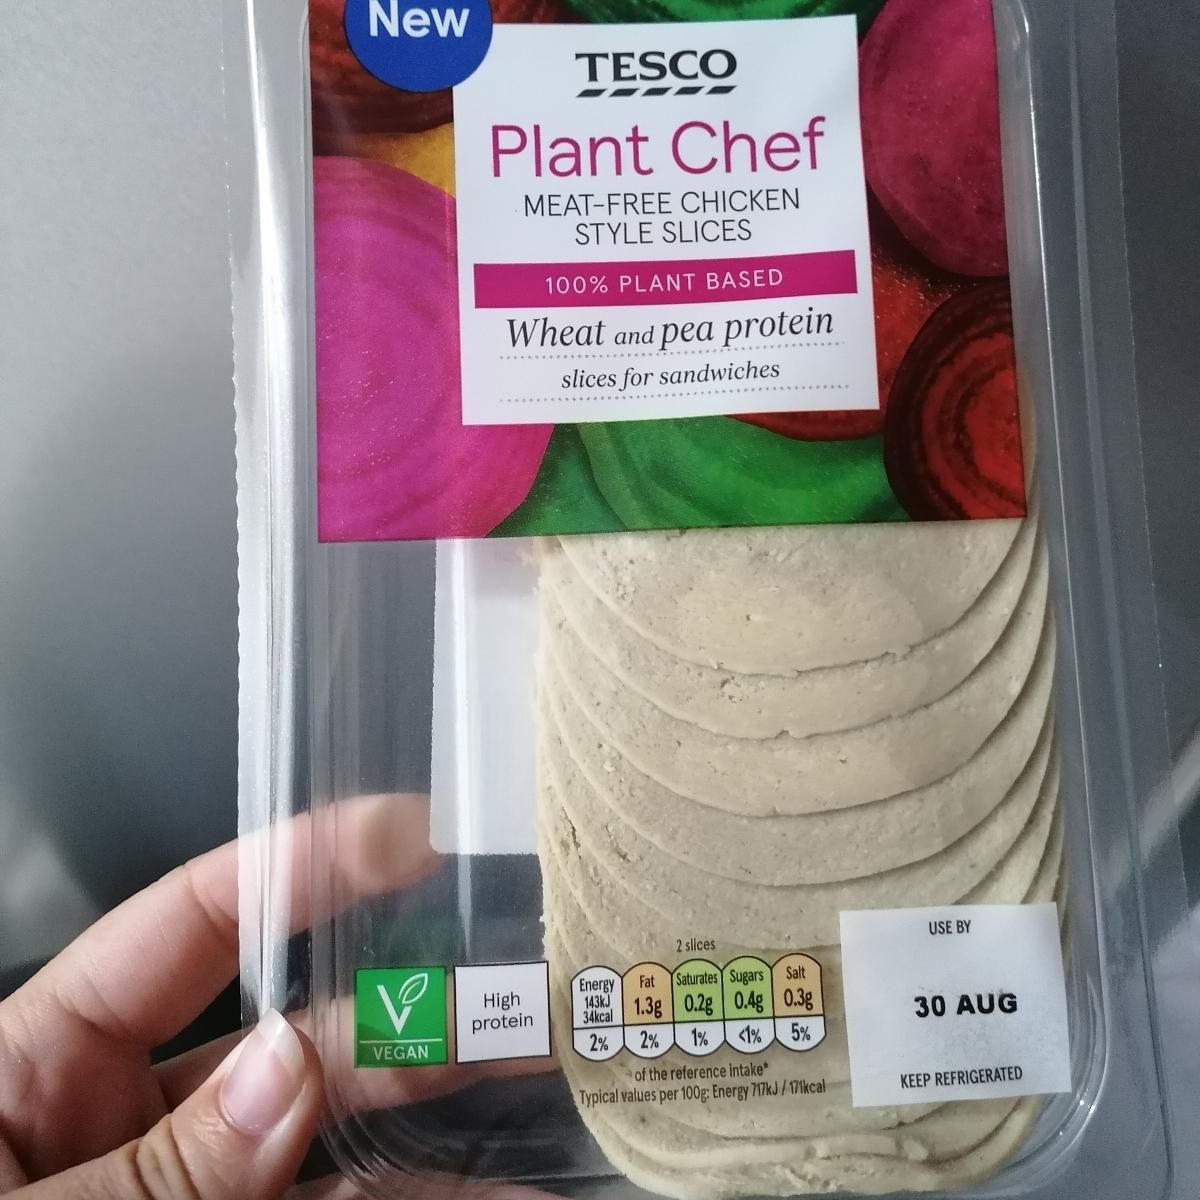 New
TESCO
Plant Chef
MEAT-FREE CHICKEN
STYLE SLICES
100% PLANT BASED
Wheat and pea protein
slices for sandwiches
VEGAN
High
protein
2 slices
Energy
143kJ
34kcal
2%
Fat
1.3g
2%
Saturates
0.2g
1%
Sugars
0.4g
<1%
Salt
0.3g
5%
of the reference intake*
Typical values per 100g: Energy 717kJ / 171kcal
USE BY
30 AUG
KEEP REFRIGERATED